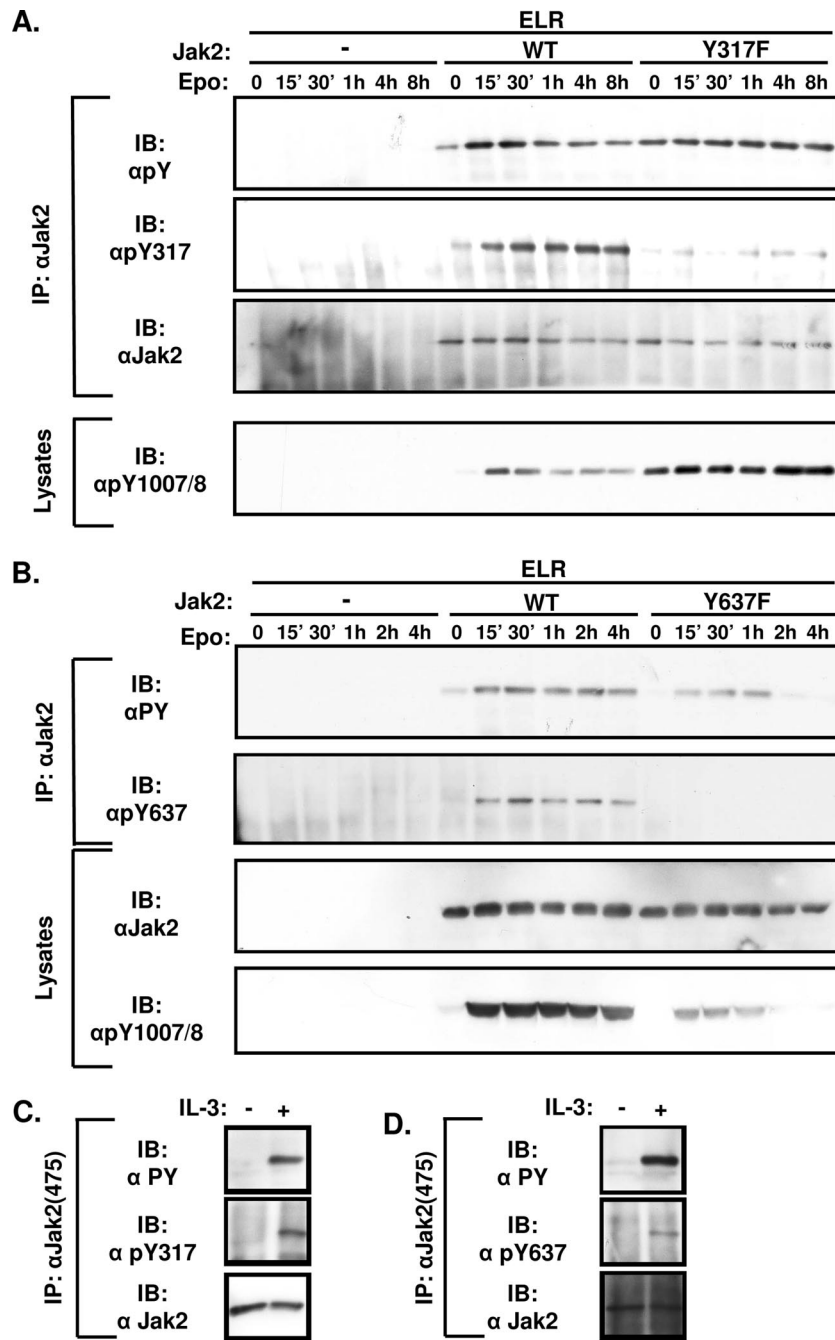 A.
ELR
Jak2: - WT Y317F
Epo: 0 15' 30' 1h 4h 8h 0 15' 30' 1h 4h 8h 0 15' 30' 1h 4h 8h
IP: αJak2
IB:
αpY
IB:
αpY317
IB:
αJak2
Lysates
IB:
αpY1007/8
B.
ELR
Jak2: - WT Y637F
Epo: 0 15' 30' 1h 2h 4h 0 15' 30' 1h 2h 4h 0 15' 30' 1h 2h 4h
IP: αJak2
IB:
αPY
IB:
αpY637
Lysates
IB:
αJak2
IB:
αpY1007/8
C.
IL-3: - +
IP: αJak2(475)
IB:
α PY
IB:
α pY317
IB:
α Jak2
D.
IL-3: - +
IP: αJak2(475)
IB:
α PY
IB:
α pY637
IB:
α Jak2